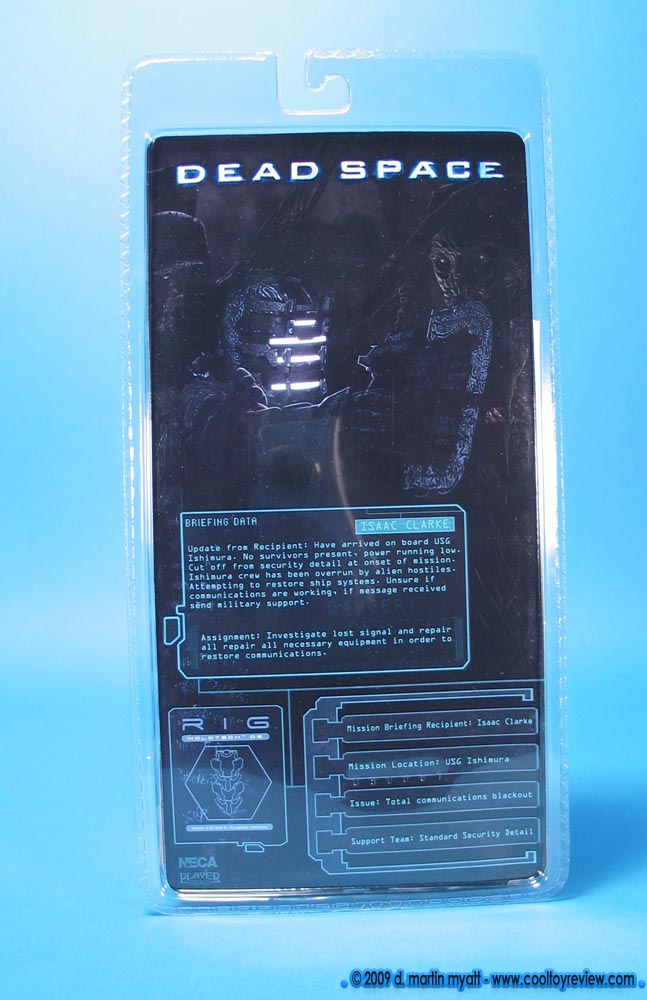 DEAD SPACE
BRIEFING DATA
ISAAC CLARKE
Update from Recipient: Have arrived on board USG
Ishimura. No survivors present, power running low.
Cut off from security detail at onset of mission.
Ishimura crew has been overrun by alien hostiles.
Attempting to restore ship systems. Unsure if
communications are working, if message received
send military support.
DANGER
Assignment: Investigate lost signal and repair
all repair all necessary equipment in order to
restore communications.
RIG
HOLOTECH
Mission Briefing Recipient: Isaac Clarke
Mission Location: USG Ishimura
Issue: Total communications blackout
Support Team: Standard Security Detail
NECA
PLAYER
© 2009 d. martin myatt - www.cooltoyreview.com